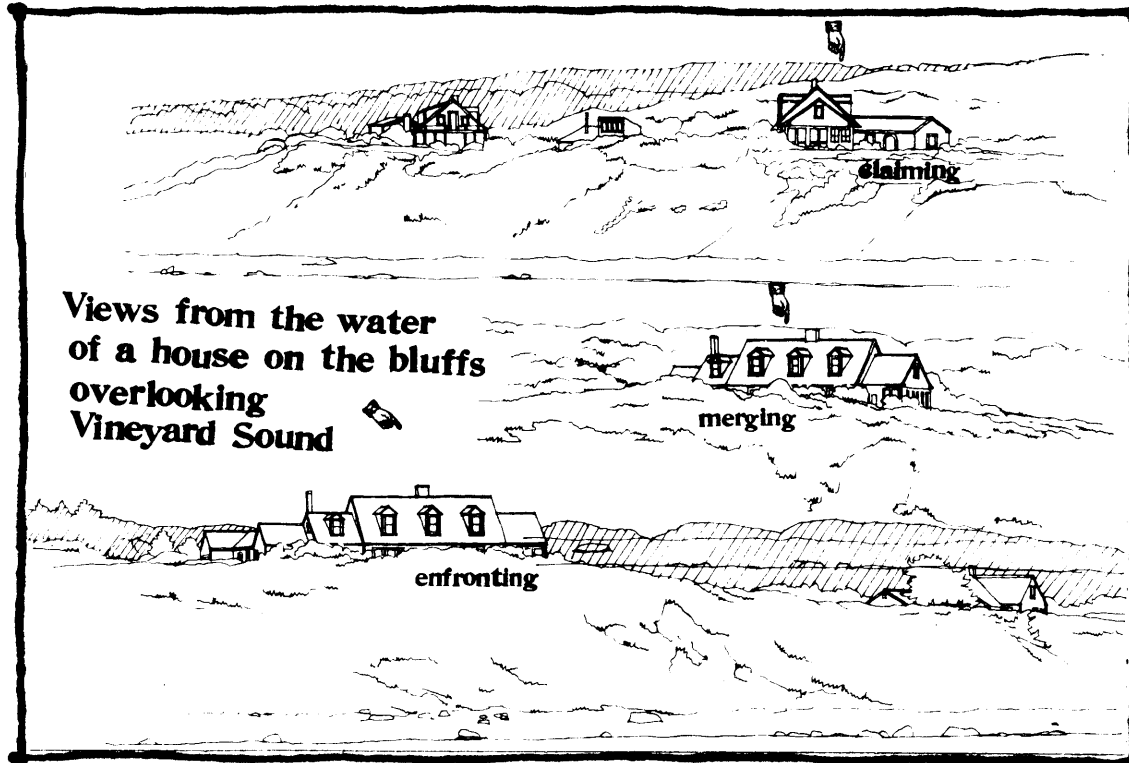 claiming
Views from the water
of a house on the bluffs
overlooking
Vineyard Sound
merging
enfronting